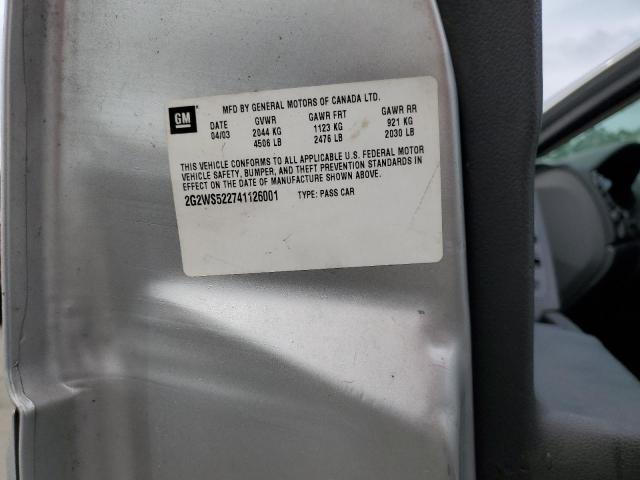 MFD BY GENERAL MOTORS OF CANADA LTD.
GM
DATE GVWR GAWR FRT GAWR RR
04/03 2044 KG 1123 KG 921 KG
4506 LB 2476 LB 2030 LB
THIS VEHICLE CONFORMS TO ALL APPLICABLE U.S. FEDERAL MOTOR
VEHICLE SAFETY, BUMPER, AND THEFT PREVENTION STANDARDS IN
EFFECT ON THE DATE OF MANUFACTURE SHOWN ABOVE.
2G2WS522741126001 TYPE: PASS CAR